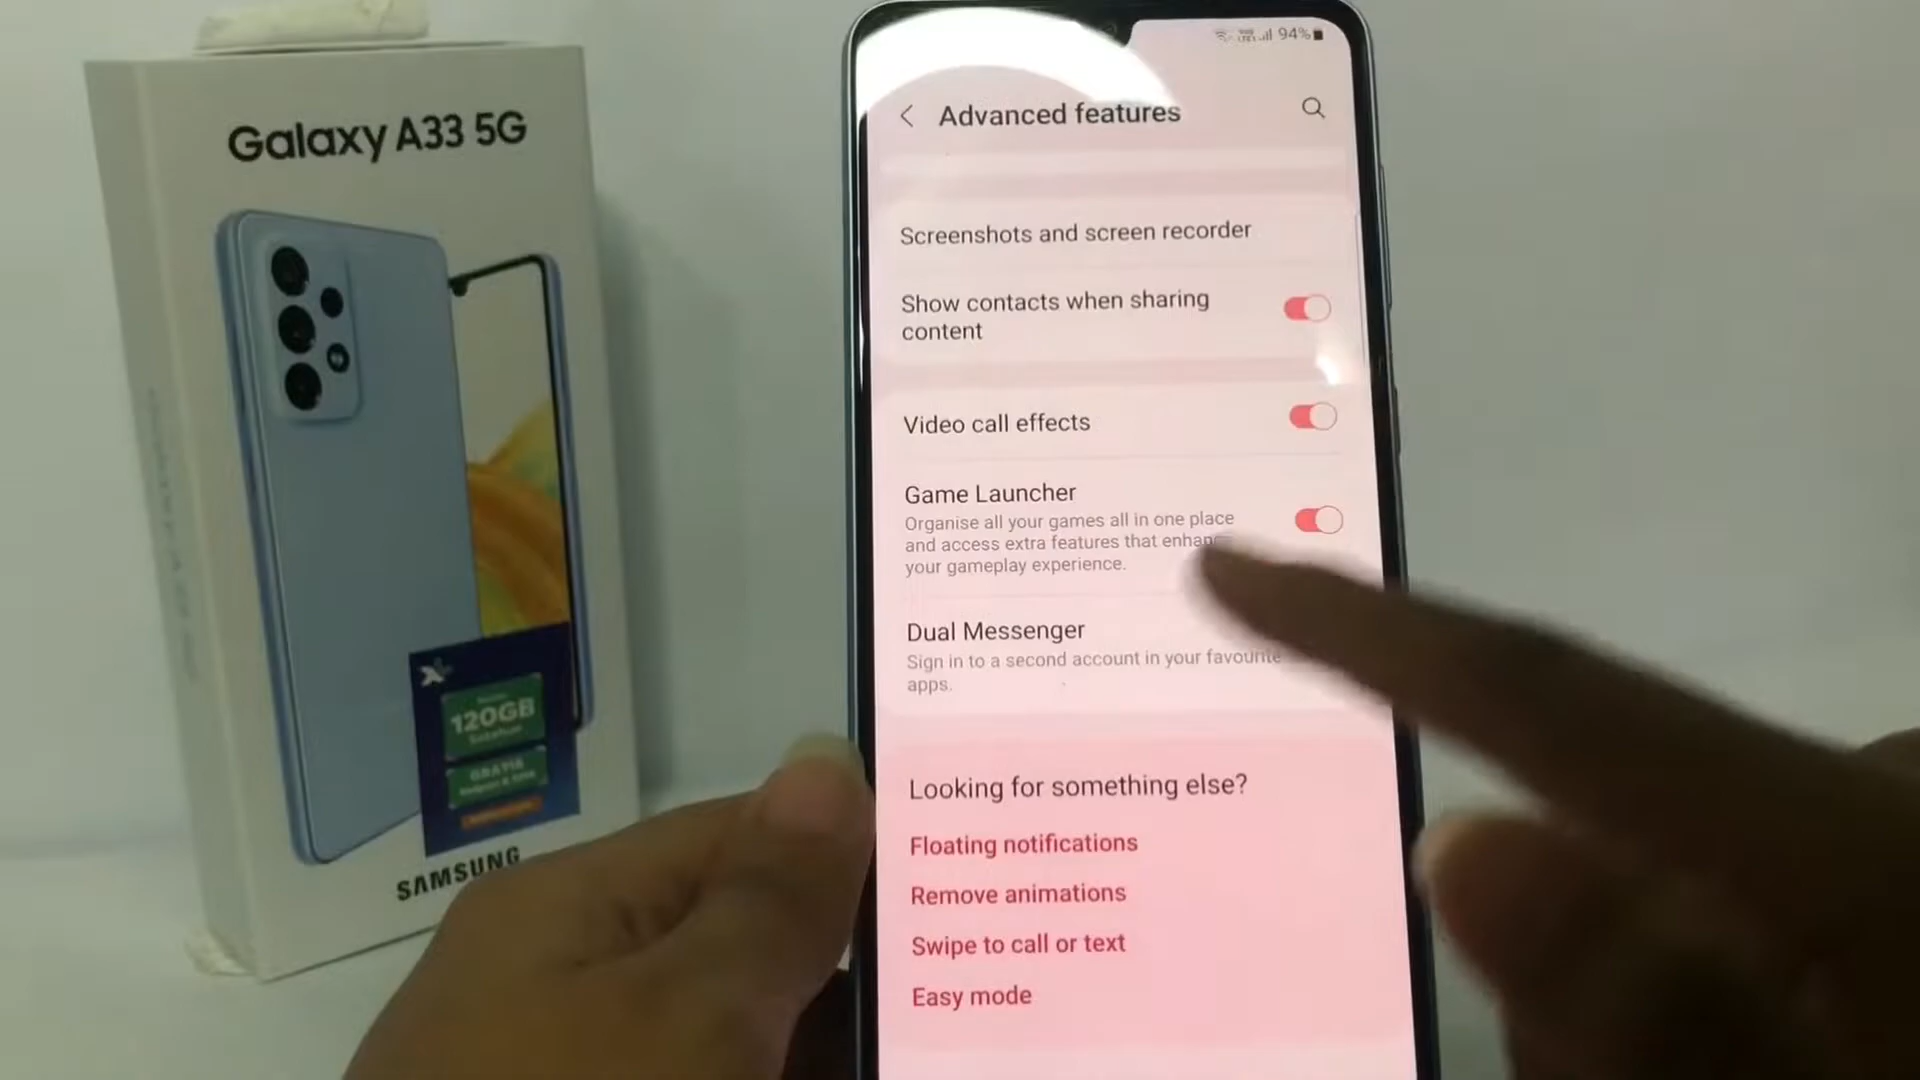 Galaxy A33 5G
120GB
GRATIS
SAMSUNG
94%
Advanced features
Screenshots and screen recorder
Show contacts when sharing
content
Video call effects
Game Launcher
Organise all your games all in one place
and access extra features that enhance
your gameplay experience.
Dual Messenger
Sign in to a second account in your favourite
apps.
Looking for something else?
Floating notifications
Remove animations
Swipe to call or text
Easy mode